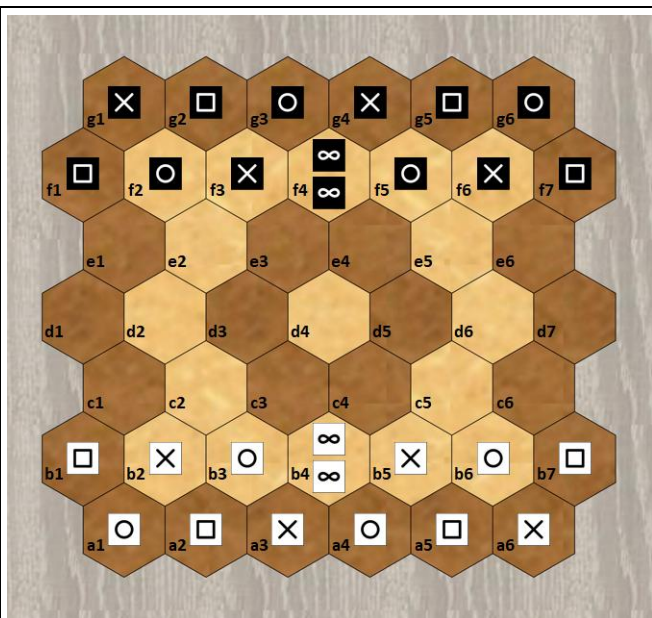 g1 × g2 □ g3 ○ g4 × g5 □ g6 ○
f1 □ f2 ○ f3 × f4 ∞ ∞ f5 ○ f6 × f7 □
e1 e2 e3 e4 e5 e6
d1 d2 d3 d4 d5 d6 d7
c1 c2 c3 c4 c5 c6
b1 □ b2 × b3 ○ b4 ∞ ∞ b5 × b6 ○ b7 □
a1 ○ a2 □ a3 × a4 ○ a5 □ a6 ×